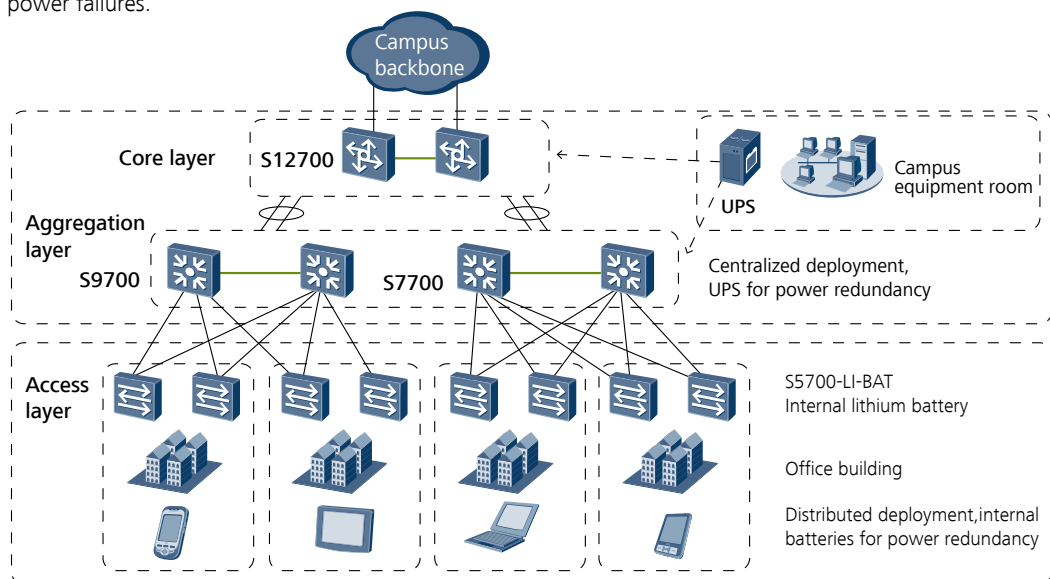 power failures.
Campus
backbone
Core layer
S12700
UPS
Campus
equipment room
Aggregation
layer
S9700
S7700
Centralized deployment,
UPS for power redundancy
Access
layer
S5700-LI-BAT
Internal lithium battery
Office building
Distributed deployment,internal
batteries for power redundancy